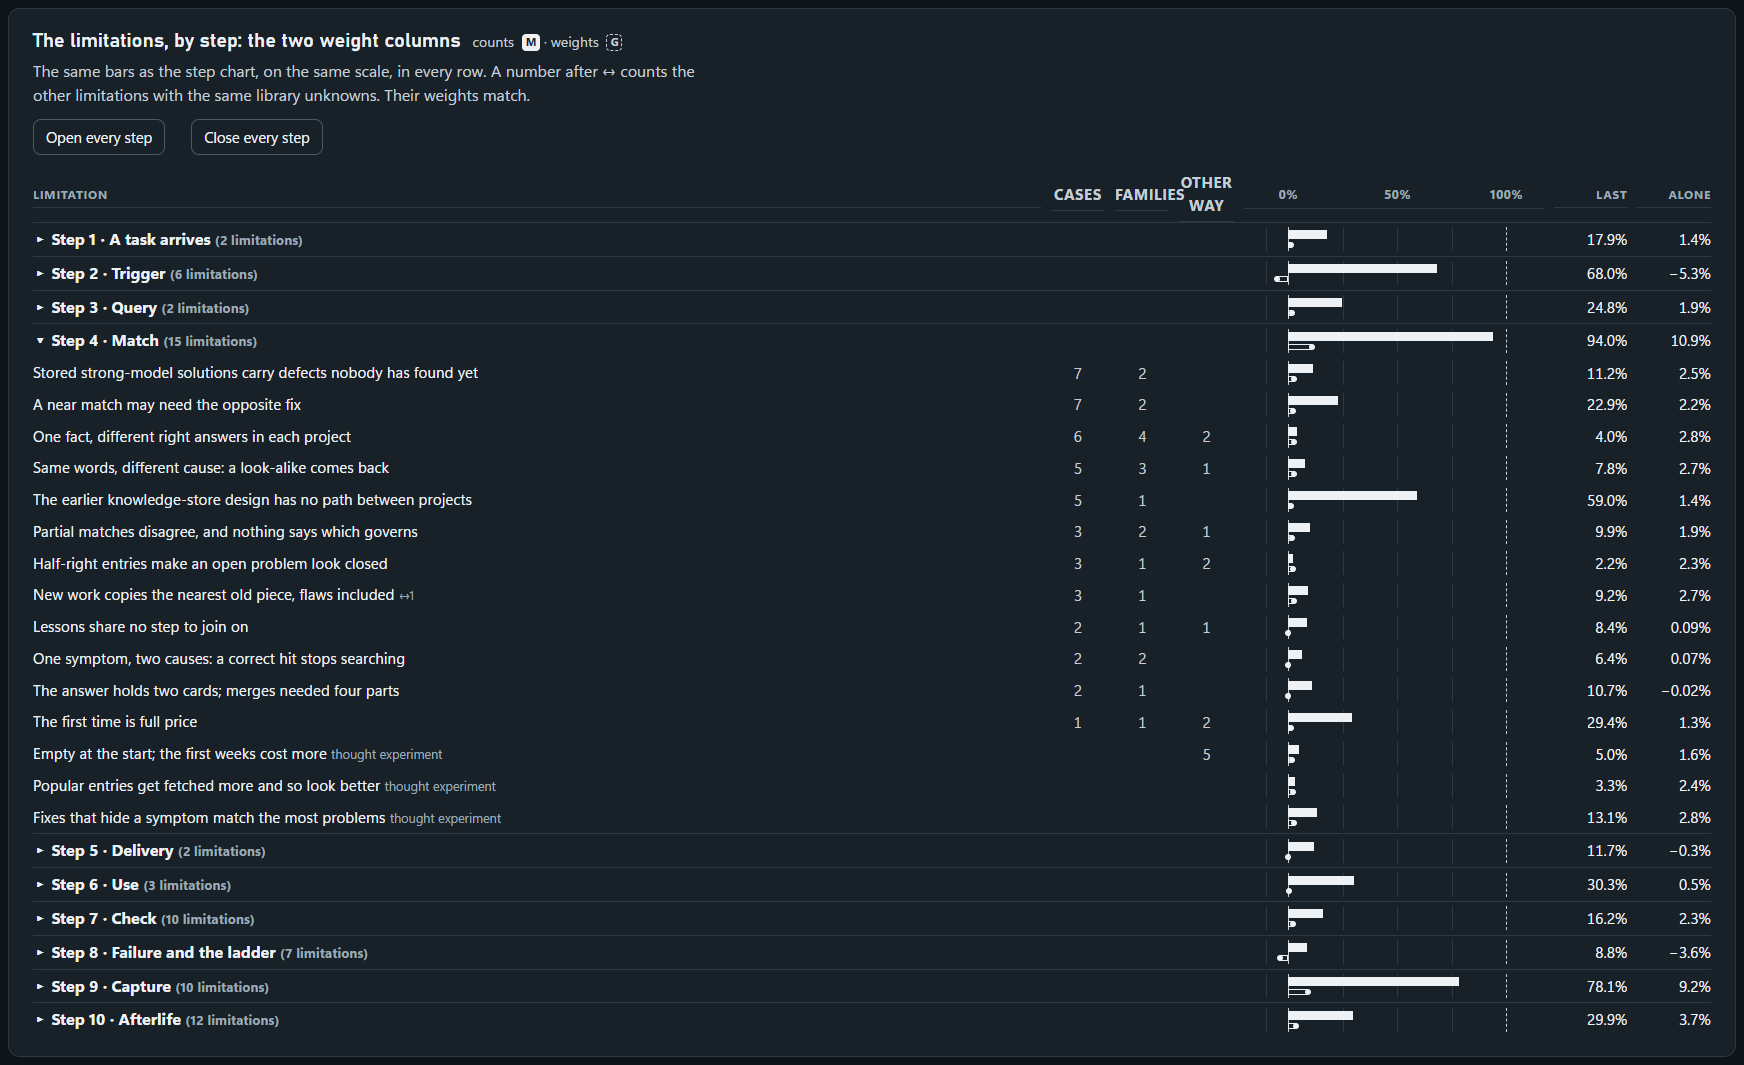 The limitations, by step: the two weight columns counts M · weights G
The same bars as the step chart, on the same scale, in every row. A number after ↔ counts the
other limitations with the same library unknowns. Their weights match.
Open every step Close every step
LIMITATION CASES FAMILIES OTHER WAY 0% 50% 100% LAST ALONE
▸ Step 1 · A task arrives (2 limitations) 17.9% 1.4%
▸ Step 2 · Trigger (6 limitations) 68.0% −5.3%
▸ Step 3 · Query (2 limitations) 24.8% 1.9%
▾ Step 4 · Match (15 limitations) 94.0% 10.9%
Stored strong-model solutions carry defects nobody has found yet 7 2 11.2% 2.5%
A near match may need the opposite fix 7 2 22.9% 2.2%
One fact, different right answers in each project 6 4 2 4.0% 2.8%
Same words, different cause: a look-alike comes back 5 3 1 7.8% 2.7%
The earlier knowledge-store design has no path between projects 5 1 59.0% 1.4%
Partial matches disagree, and nothing says which governs 3 2 1 9.9% 1.9%
Half-right entries make an open problem look closed 3 1 2 2.2% 2.3%
New work copies the nearest old piece, flaws included ↔1 3 1 9.2% 2.7%
Lessons share no step to join on 2 1 1 8.4% 0.09%
One symptom, two causes: a correct hit stops searching 2 2 6.4% 0.07%
The answer holds two cards; merges needed four parts 2 1 10.7% −0.02%
The first time is full price 1 1 2 29.4% 1.3%
Empty at the start; the first weeks cost more thought experiment 5 5.0% 1.6%
Popular entries get fetched more and so look better thought experiment 3.3% 2.4%
Fixes that hide a symptom match the most problems thought experiment 13.1% 2.8%
▸ Step 5 · Delivery (2 limitations) 11.7% −0.3%
▸ Step 6 · Use (3 limitations) 30.3% 0.5%
▸ Step 7 · Check (10 limitations) 16.2% 2.3%
▸ Step 8 · Failure and the ladder (7 limitations) 8.8% −3.6%
▸ Step 9 · Capture (10 limitations) 78.1% 9.2%
▸ Step 10 · Afterlife (12 limitations) 29.9% 3.7%